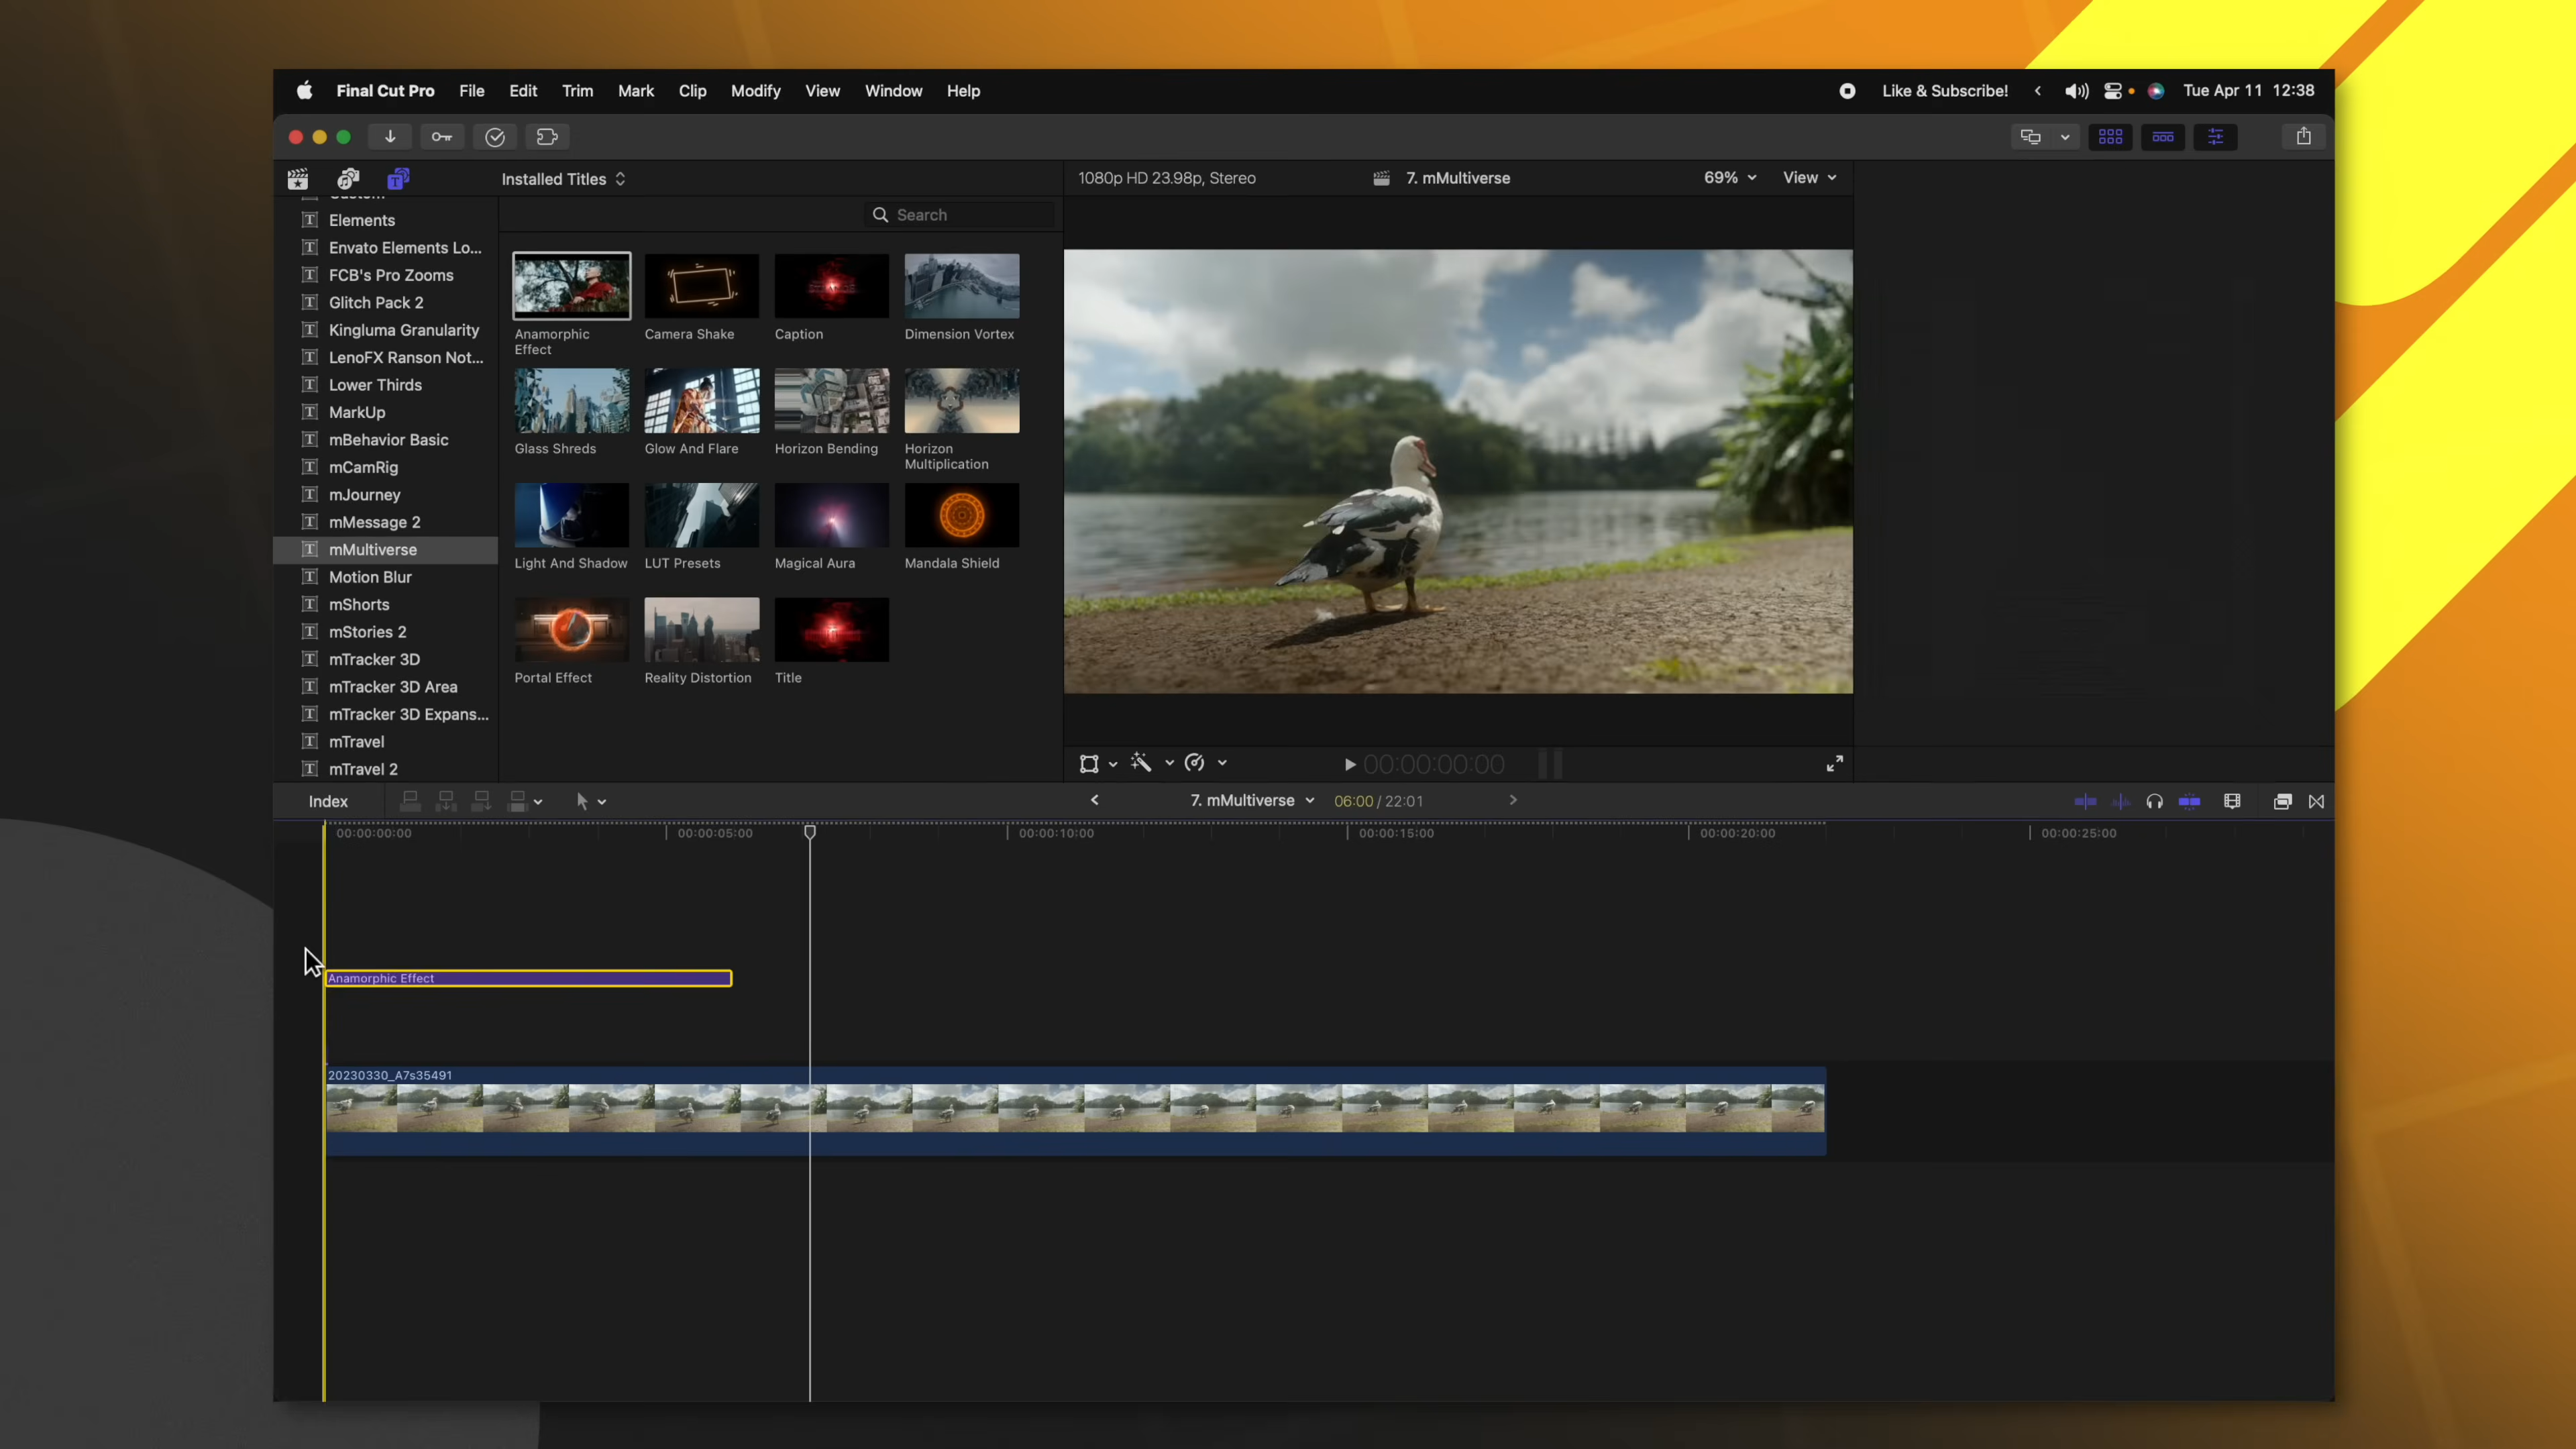 Final Cut Pro File Edit Trim Mark Clip Modify View Window Help Like & Subscribe! Tue Apr 11 12:38
Installed Titles
1080p HD 23.98p, Stereo 7. mMultiverse 69% View
Search
Custom
Elements
Envato Elements Lo...
FCB's Pro Zooms
Glitch Pack 2
Kingluma Granularity
LenoFX Ranson Not...
Lower Thirds
MarkUp
mBehavior Basic
mCamRig
mJourney
mMessage 2
mMultiverse
Motion Blur
mShorts
mStories 2
mTracker 3D
mTracker 3D Area
mTracker 3D Expans...
mTravel
mTravel 2
Anamorphic
Effect
Camera Shake
Caption
Dimension Vortex
Glass Shreds
Glow And Flare
Horizon Bending
Horizon
Multiplication
Light And Shadow
LUT Presets
Magical Aura
Mandala Shield
Portal Effect
Reality Distortion
Title
00:00:00:00
Index
7. mMultiverse 06:00 / 22:01
00:00:00:00 00:00:05:00 00:00:10:00 00:00:15:00 00:00:20:00 00:00:25:00
Anamorphic Effect
20230330_A7s35491